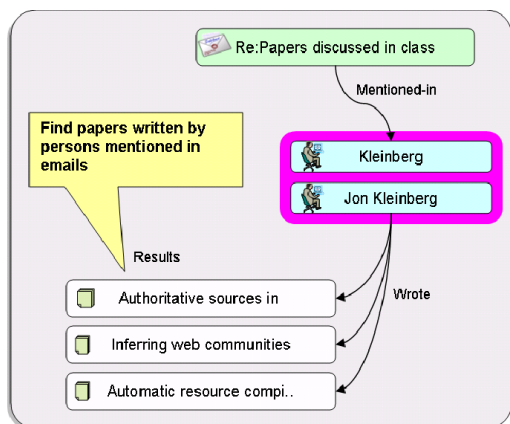 Re:Papers discussed in class
Mentioned-in
Find papers written by
persons mentioned in
emails
Kleinberg
Jon Kleinberg
Results
Authoritative sources in
Wrote
Inferring web communities
Automatic resource compi..